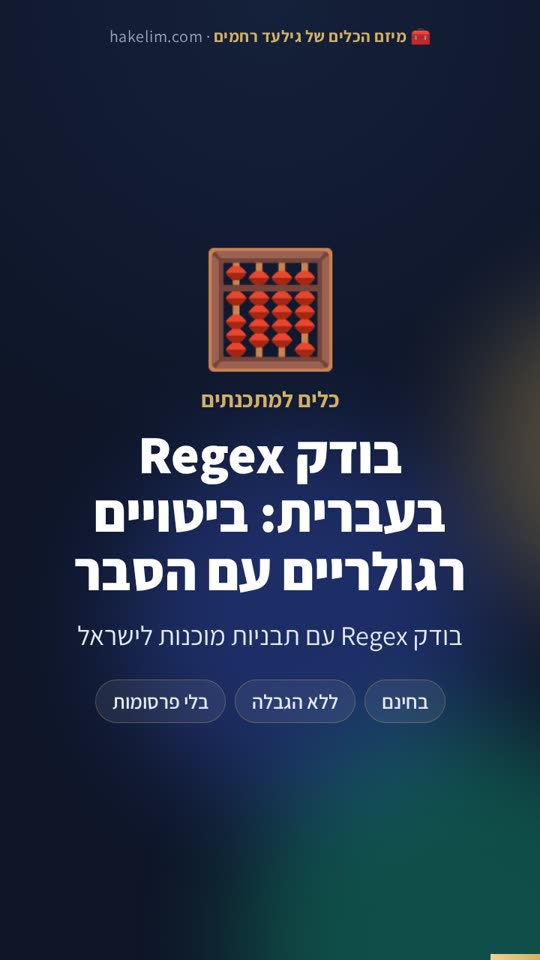 🧰 מיזם הכלים של גילעד רחמים · hakelim.com
כלים למתכנתים
בודק Regex
בעברית: ביטויים
רגולריים עם הסבר
בודק Regex עם תבניות מוכנות לישראל
בחינם
ללא הגבלה
בלי פרסומות